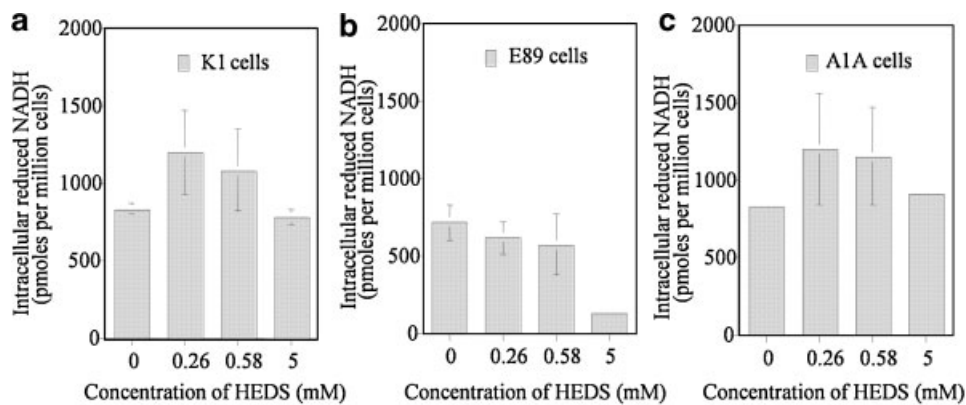 a
2000
1500
1000
500
0
K1 cells
Intracellular reduced NADH
(pmoles per million cells)
0 0.26 0.58 5
Concentration of HEDS (mM)
b
2000
1500
1000
500
0
E89 cells
Intracellular reduced NADH
(pmoles per million cells)
0 0.26 0.58 5
Concentration of HEDS (mM)
c
2000
1500
1000
500
0
A1A cells
Intracellular reduced NADH
(pmoles per million cells)
0 0.26 0.58 5
Concentration of HEDS (mM)